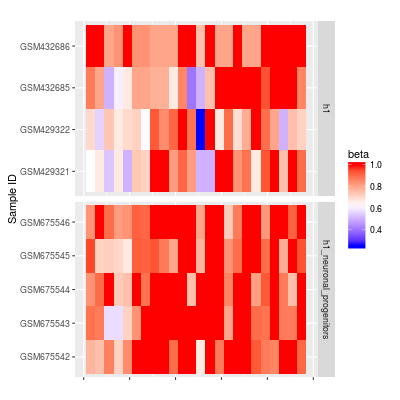 GSM432686
GSM432685
GSM429322
GSM429321
GSM675546
GSM675545
GSM675544
GSM675543
GSM675542
Sample ID
h1
h1_neuronal_progenitors
beta
1.0
0.8
0.6
0.4